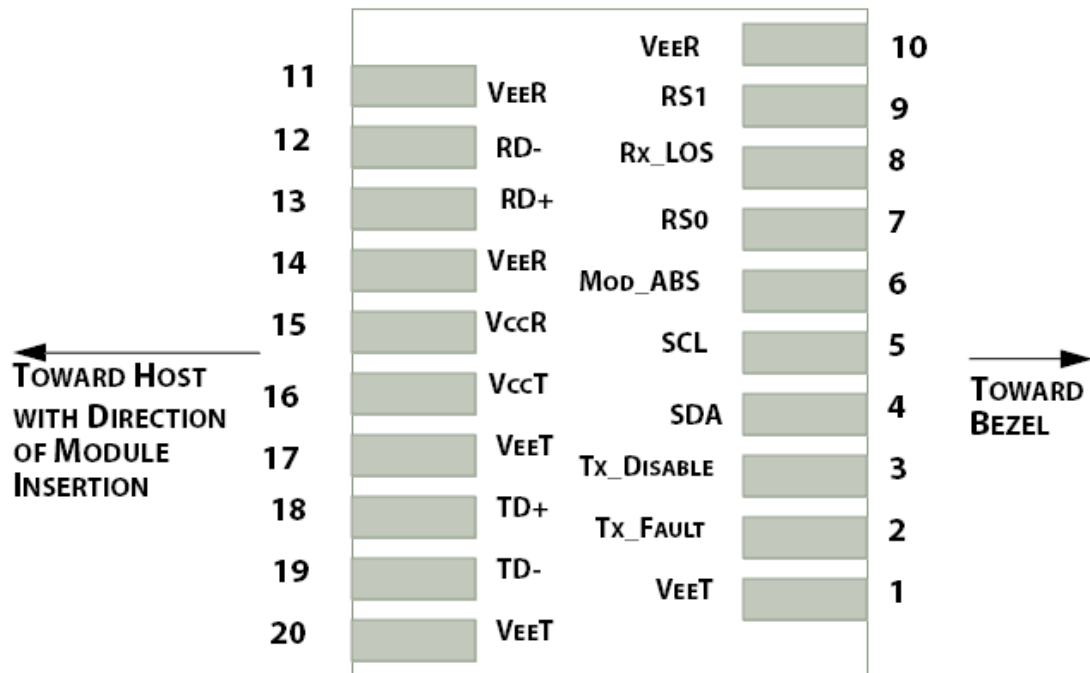 11 VEER
12 RD-
13 RD+
14 VEER
15 VCCR
16 VCCT
17 VEET
18 TD+
19 TD-
20 VEET
VEER 10
RS1 9
RX_LOS 8
RS0 7
MOD_ABS 6
SCL 5
SDA 4
TX_DISABLE 3
TX_FAULT 2
VEET 1
TOWARD HOST
WITH DIRECTION
OF MODULE
INSERTION
TOWARD
BEZEL